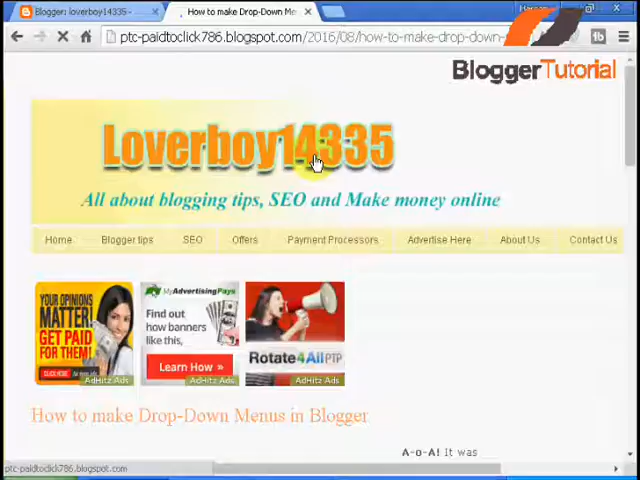 Blogger: loverboy14335 -
How to make Drop-Down Me
ptc-paidtoclick786.blogspot.com/2016/08/how-to-make-drop-down-
BloggerTutorial
Loverboy14335
All about blogging tips, SEO and Make money online
Home Blogger tips SEO Offers Payment Processors Advertise Here About Us Contact Us
YOUR OPINIONS
MATTER!
GET PAID
FOR THEM!
CLICK HERE
AdHitz Ads
MyAdvertisingPays
Find out
how banners
like this,
Learn How »
AdHitz Ads
Rotate4AllPTP
AdHitz Ads
How to make Drop-Down Menus in Blogger
A-o-A! It was
ptc-paidtoclick786.blogspot.com